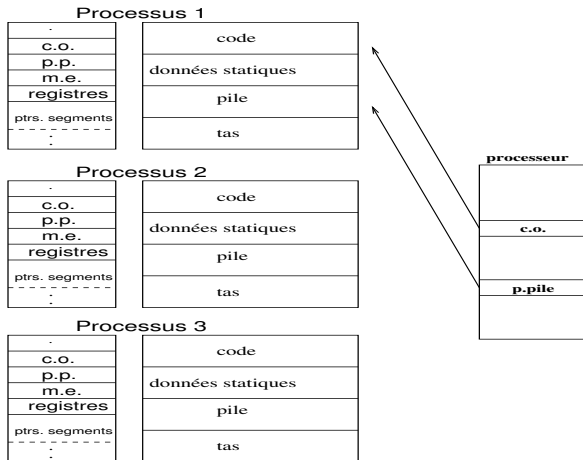 Processus 1
.
c.o.
p.p.
m.e.
registres
ptrs. segments
:
code
données statiques
pile
tas
Processus 2
.
c.o.
p.p.
m.e.
registres
ptrs. segments
:
code
données statiques
pile
tas
Processus 3
.
c.o.
p.p.
m.e.
registres
ptrs. segments
:
code
données statiques
pile
tas
processeur
c.o.
p.pile